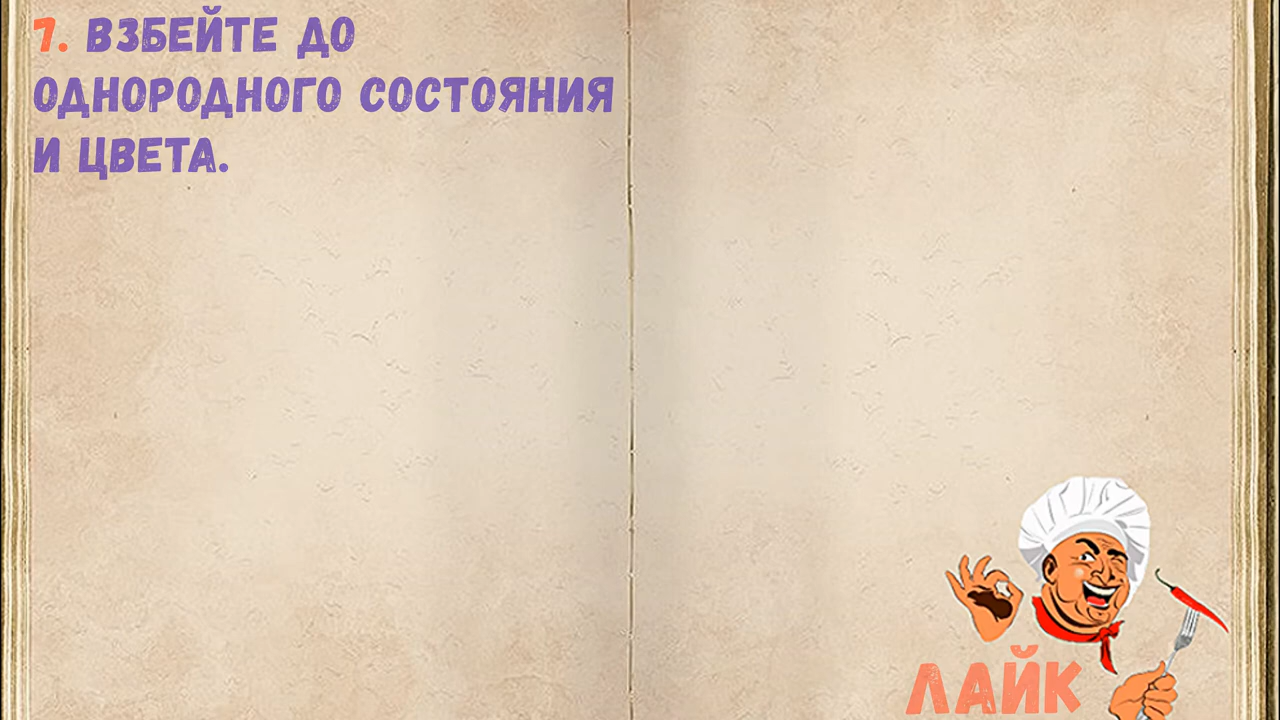 7. ВЗБЕЙТЕ ДО
ОДНОРОДНОГО СОСТОЯНИЯ
И ЦВЕТА.
ЛАЙК